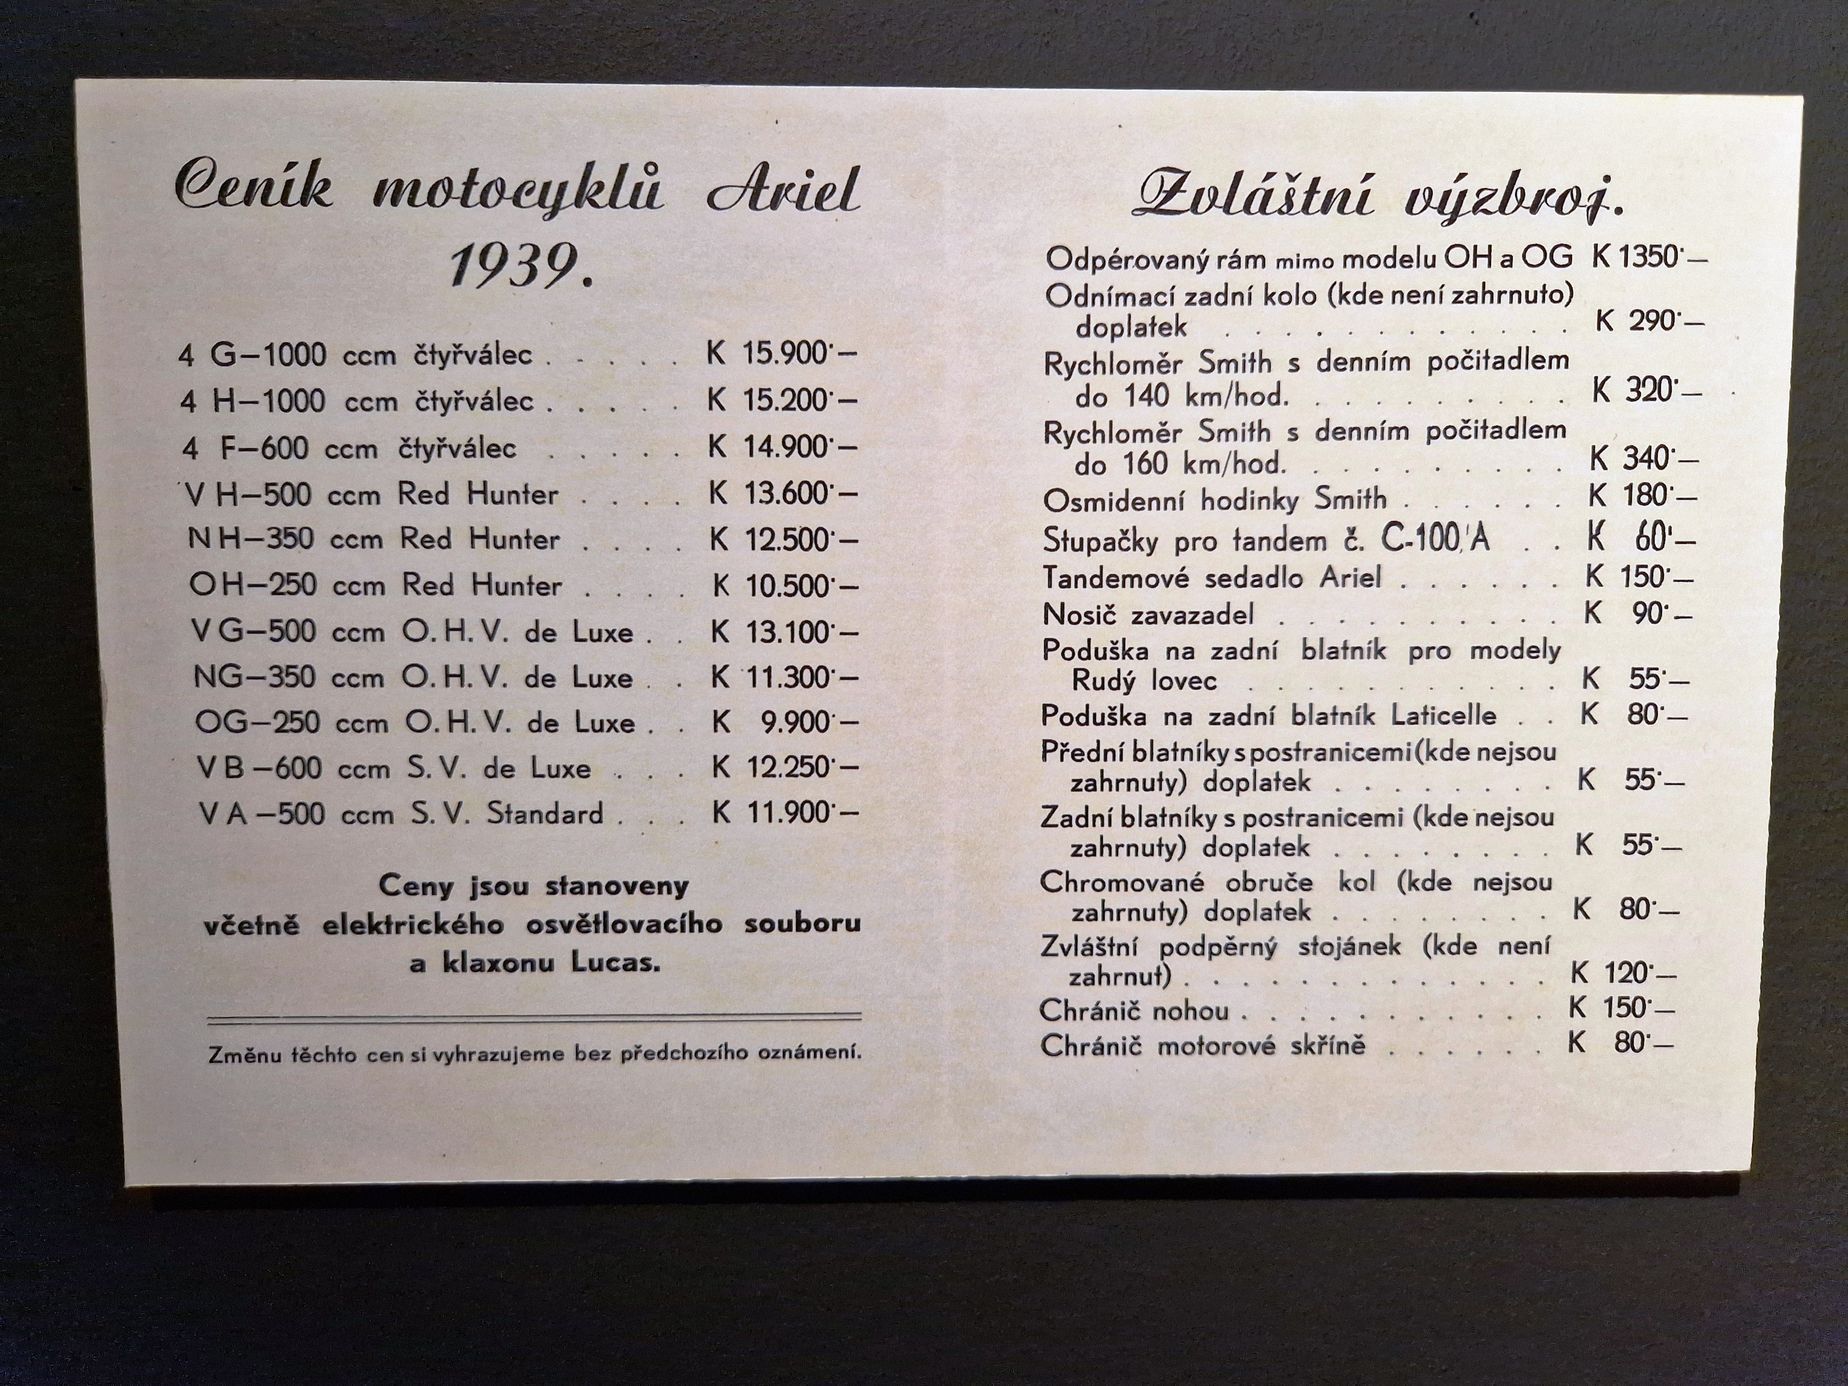 Ceník motocyklů Ariel
1939.
4 G–1000 ccm čtyřválec . . . . . K 15.900·–
4 H–1000 ccm čtyřválec . . . . . K 15.200·–
4 F–600 ccm čtyřválec . . . . . K 14.900·–
VH–500 ccm Red Hunter . . . . K 13.600·–
NH–350 ccm Red Hunter . . . . K 12.500·–
OH–250 ccm Red Hunter . . . . K 10.500·–
VG–500 ccm O.H.V. de Luxe . . K 13.100·–
NG–350 ccm O.H.V. de Luxe . . K 11.300·–
OG–250 ccm O.H.V. de Luxe . . K 9.900·–
VB–600 ccm S.V. de Luxe . . . K 12.250·–
VA–500 ccm S.V. Standard . . . K 11.900·–
Ceny jsou stanoveny
včetně elektrického osvětlovacího souboru
a klaxonu Lucas.
Změnu těchto cen si vyhrazujeme bez předchozího oznámení.
Zvláštní výzbroj.
Odpérovaný rám mimo modelu OH a OG K 1350·–
Odnímací zadní kolo (kde není zahrnuto)
doplatek . . . . . . . . . . . . K 290·–
Rychloměr Smith s denním počitadlem
do 140 km/hod. . . . . . . . . . K 320·–
Rychloměr Smith s denním počitadlem
do 160 km/hod. . . . . . . . . . K 340·–
Osmidenní hodinky Smith . . . . . . K 180·–
Stupačky pro tandem č. C-100/A . . K 60·–
Tandemové sedadlo Ariel . . . . . . K 150·–
Nosič zavazadel . . . . . . . . . . K 90·–
Poduška na zadní blatník pro modely
Rudý lovec . . . . . . . . . . . K 55·–
Poduška na zadní blatník Laticelle . . K 80·–
Přední blatníky s postranicemi (kde nejsou
zahrnuty) doplatek . . . . . . . . K 55·–
Zadní blatníky s postranicemi (kde nejsou
zahrnuty) doplatek . . . . . . . . K 55·–
Chromované obruče kol (kde nejsou
zahrnuty) doplatek . . . . . . . . K 80·–
Zvláštní podpěrný stojánek (kde není
zahrnut) . . . . . . . . . . . . . K 120·–
Chránič nohou . . . . . . . . . . . K 150·–
Chránič motorové skříně . . . . . . K 80·–